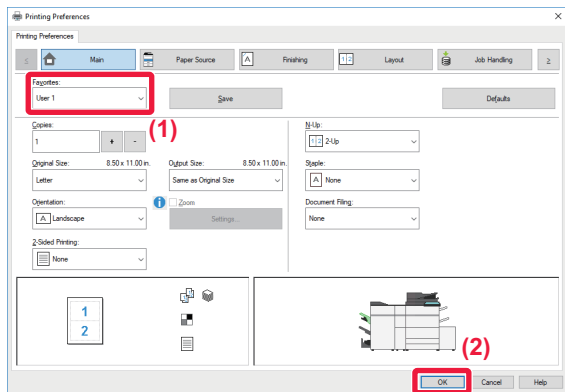 Printing Preferences
Printing Preferences
Main
Paper Source
Finishing
Layout
Job Handling
Favorites:
User 1
Save
Defaults
(1)
Copies:
1
+ -
N-Up:
1 2 2-Up
Original Size: 8.50 x 11.00 in.
Letter
Output Size: 8.50 x 11.00 in.
Same as Original Size
Staple:
A None
Orientation:
A Landscape
i Zoom
Settings...
Document Filing:
None
2-Sided Printing:
None
1
2
(2)
OK Cancel Help